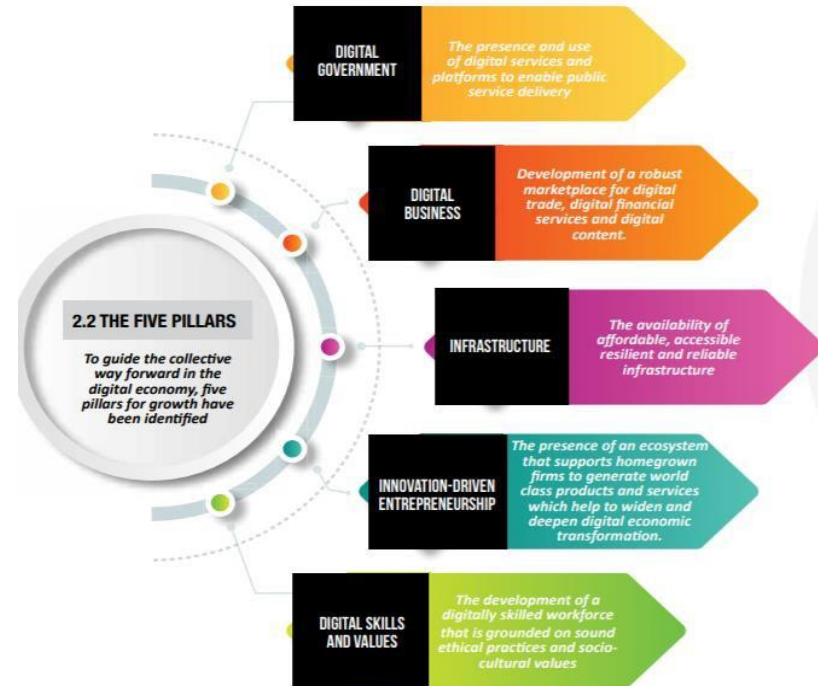 DIGITAL
GOVERNMENT
The presence and use
of digital services and
platforms to enable public
service delivery
DIGITAL
BUSINESS
Development of a robust
marketplace for digital
trade, digital financial
services and digital
content.
2.2 THE FIVE PILLARS
To guide the collective
way forward in the
digital economy, five
pillars for growth have
been identified
INFRASTRUCTURE
The availability of
affordable, accessible
resilient and reliable
infrastructure
INNOVATION-DRIVEN
ENTREPRENEURSHIP
The presence of an ecosystem
that supports homegrown
firms to generate world
class products and services
which help to widen and
deepen digital economic
transformation.
DIGITAL SKILLS
AND VALUES
The development of a
digitally skilled workforce
that is grounded on sound
ethical practices and socio-
cultural values